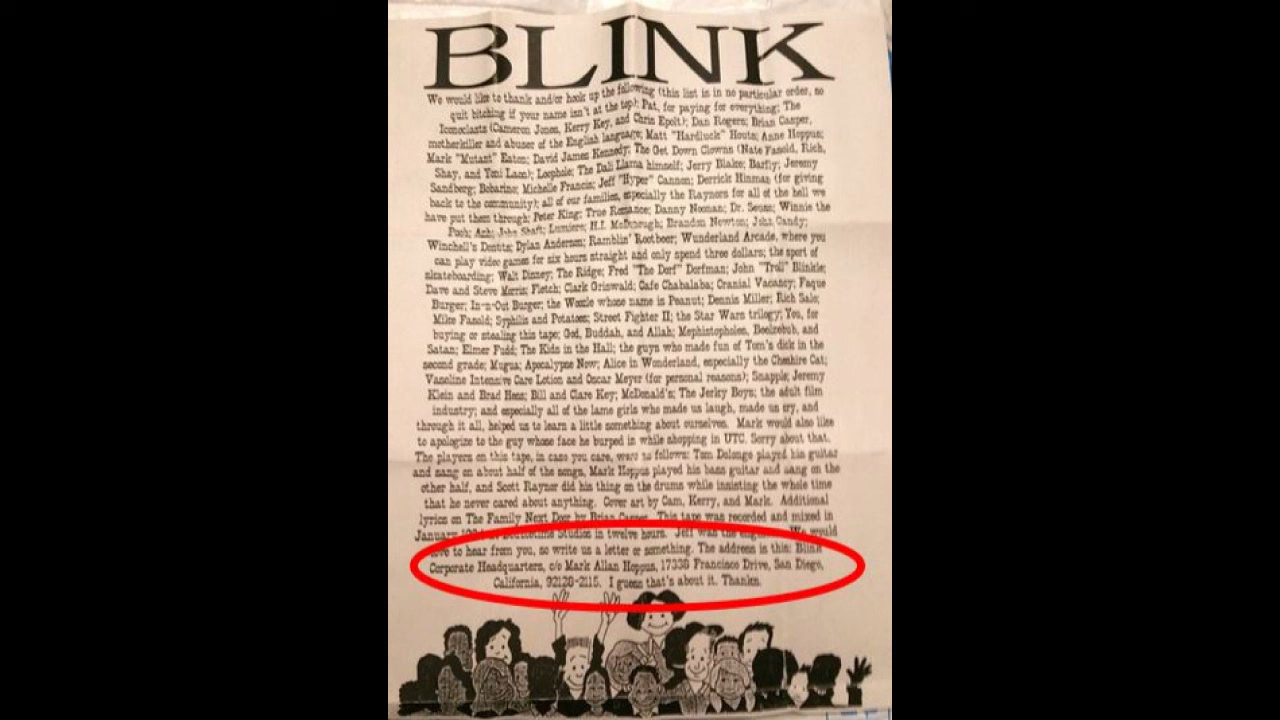 BLINK
We would like to thank and/or hook up the following (this list is in no particular order, so
quit bitching if your name isn't at the top): Pat, for paying for everything; The
Iconoclasts (Cameron Jones, Kerry Key, and Chris Epolt); Dan Rogers; Brian Casper,
motherkiller and abuser of the English language; Matt "Hardluck" Houts; Anne Hoppus;
Mark "Mutant" Eaton; David James Kennedy; The Get Down Clowns (Nate Fanold, Rich,
Shay, and Yoni Laon); Loophole; The Dali Llama himself; Jerry Blake; Barfly; Jeremy
Sandberg; Bobarino; Michelle Francis; Jeff "Hyper" Cannon; Derrick Hinman (for giving
back to the community); all of our families, especially the Raynors for all of the hell we
have put them through; Peter King; True Romance; Danny Noonan; Dr. Seuss; Winnie the
Pooh; Ash; John Shaft; Lumiere; H.I. McDunough; Brandon Newton; John Candy;
Winchell's Donuts; Dylan Anderson; Ramblin' Rootbeer; Wunderland Arcade, where you
can play video games for six hours straight and only spend three dollars; the sport of
skateboarding; Walt Disney; The Ridge; Fred "The Dorf" Dorfman; John "Troll" Blinkle;
Dave and Steve Morris; Fletch; Clark Griswald; Cafe Chabalaba; Cranial Vacancy; Faque
Burger; In-n-Out Burger; the Woozle whose name is Peanut; Dennis Miller; Rich Sale;
Mike Fasold; Syphilis and Potatoes; Street Fighter II; the Star Wars trilogy; You, for
buying or stealing this tape; God, Buddah, and Allah; Mephistopholes, Beelzebub, and
Satan; Elmer Fudd; The Kids in the Hall; the guys who made fun of Tom's dick in the
second grade; Mugua; Apocalypse Now; Alice in Wonderland, especially the Cheshire Cat;
Vaseline Intensive Care Lotion and Oscar Meyer (for personal reasons); Snapple; Jeremy
Klein and Brad Hess; Bill and Clare Key; McDonald's; The Jerky Boys; the adult film
industry; and especially all of the lame girls who made us laugh, made us cry, and
through it all, helped us to learn a little something about ourselves. Mark would also like
to apologize to the guy whose face he burped in while shopping in UTC. Sorry about that.
The players on this tape, in case you care, were as follows: Tom Delonge played his guitar
and sang on about half of the songs, Mark Hoppus played his bass guitar and sang on the
other half, and Scott Raynor did his thing on the drums while insisting the whole time
that he never cared about anything. Cover art by Cam, Kerry, and Mark. Additional
lyrics on The Family Next Door by Brian Casper. This tape was recorded and mixed in
January Studios in twelve hours. Jeff was the We would
love to hear from you, so write us a letter or something. The address is this: Blink
Corporate Headquarters, c/o Mark Allan Hoppus, 17338 Francisco Drive, San Diego,
California, 92128-2115. I guess that's about it. Thanks.